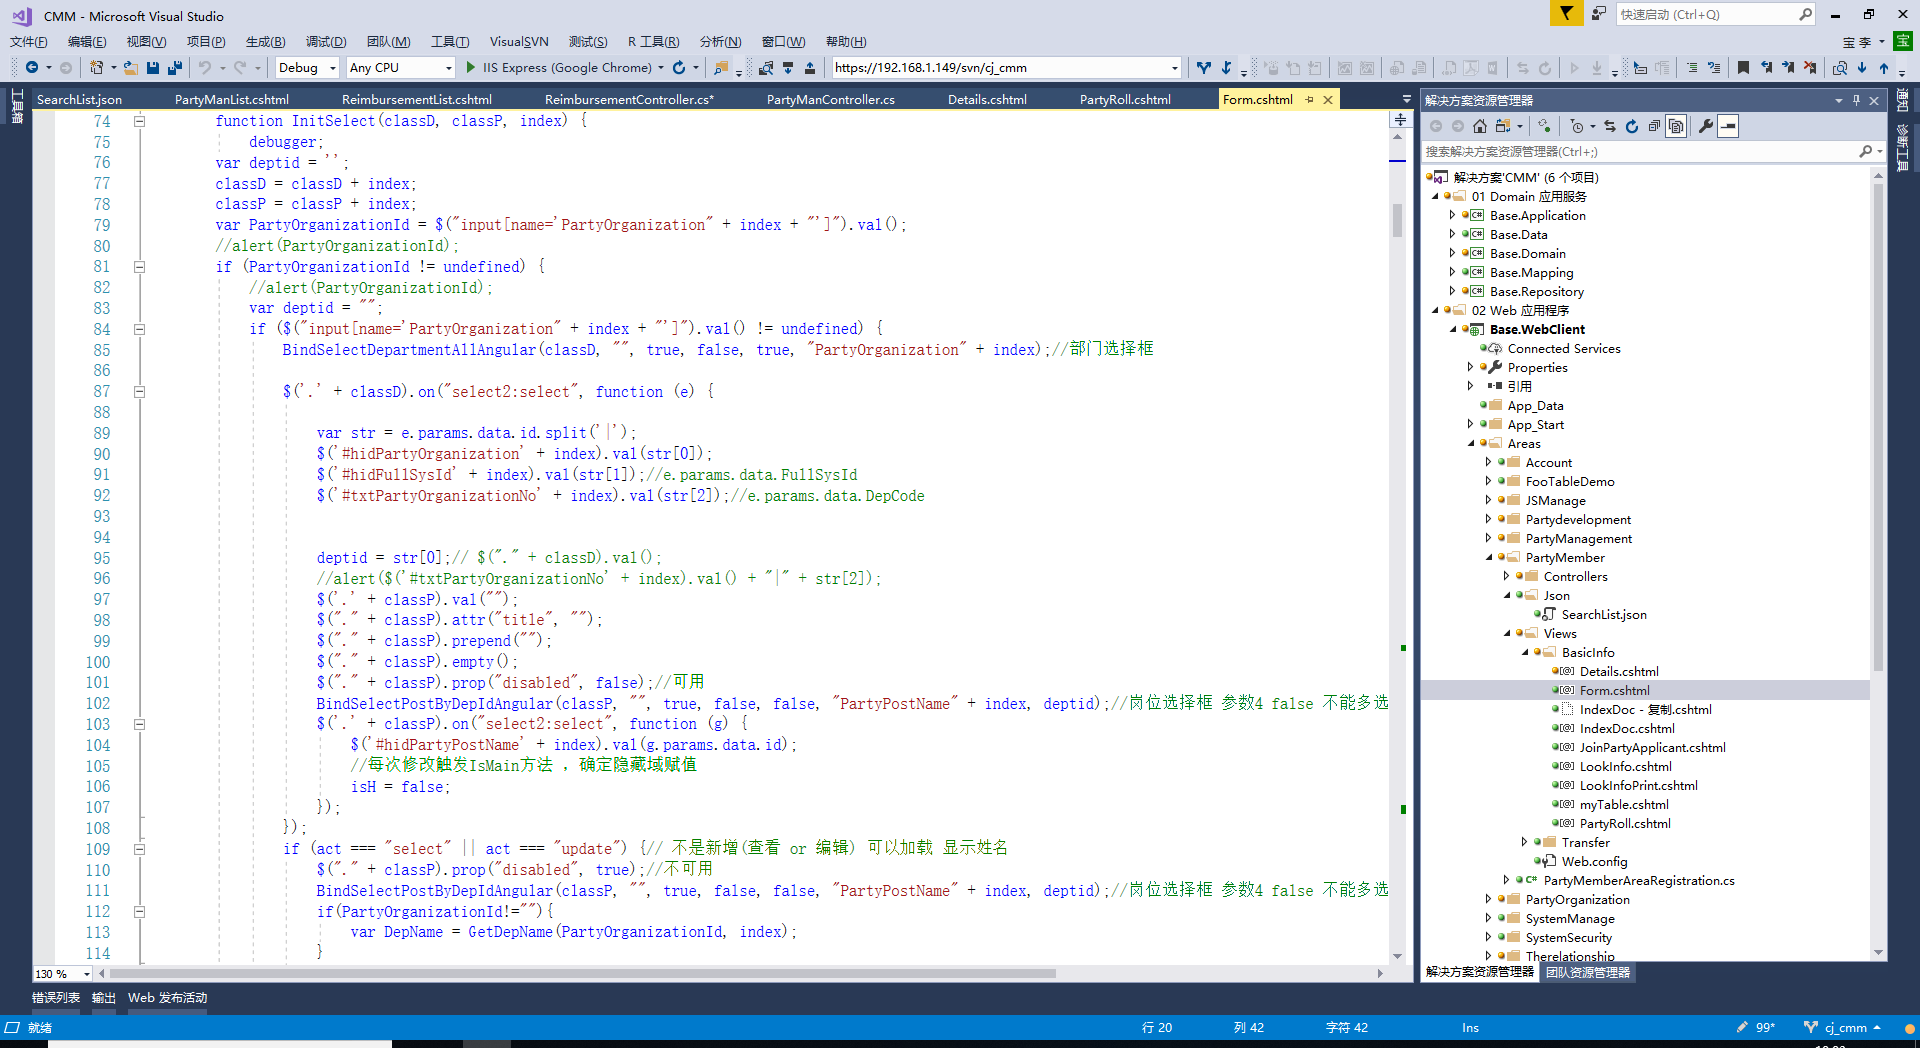 CMM - Microsoft Visual Studio
快速启动 (Ctrl+Q)
文件(F) 编辑(E) 视图(V) 项目(P) 生成(B) 调试(D) 团队(M) 工具(T) VisualSVN 测试(S) R 工具(R) 分析(N) 窗口(W) 帮助(H)
宝 李 宝
Debug Any CPU IIS Express (Google Chrome) https://192.168.1.149/svn/cj_cmm
工具箱
SearchList.json PartyManList.cshtml ReimbursementList.cshtml ReimbursementController.cs* PartyManController.cs Details.cshtml PartyRoll.cshtml Form.cshtml
74 function InitSelect(classD, classP, index) {
75 debugger;
76 var deptid = '';
77 classD = classD + index;
78 classP = classP + index;
79 var PartyOrganizationId = $("input[name='PartyOrganization" + index + "']").val();
80 //alert(PartyOrganizationId);
81 if (PartyOrganizationId != undefined) {
82 //alert(PartyOrganizationId);
83 var deptid = "";
84 if ($("input[name='PartyOrganization" + index + "']").val() != undefined) {
85 BindSelectDepartmentAllAngular(classD, "", true, false, true, "PartyOrganization" + index);//部门选择框
86
87 $('.' + classD).on("select2:select", function (e) {
88
89 var str = e.params.data.id.split('|');
90 $('#hidPartyOrganization' + index).val(str[0]);
91 $('#hidFullSysId' + index).val(str[1]);//e.params.data.FullSysId
92 $('#txtPartyOrganizationNo' + index).val(str[2]);//e.params.data.DepCode
93
94
95 deptid = str[0];// $("." + classD).val();
96 //alert($('#txtPartyOrganizationNo' + index).val() + "|" + str[2]);
97 $('.' + classP).val("");
98 $("." + classP).attr("title", "");
99 $("." + classP).prepend("");
100 $("." + classP).empty();
101 $("." + classP).prop("disabled", false);//可用
102 BindSelectPostByDepIdAngular(classP, "", true, false, false, "PartyPostName" + index, deptid);//岗位选择框 参数4 false 不能多选
103 $('.' + classP).on("select2:select", function (g) {
104 $('#hidPartyPostName' + index).val(g.params.data.id);
105 //每次修改触发IsMain方法 ，确定隐藏域赋值
106 isH = false;
107 });
108 });
109 if (act === "select" || act === "update") {// 不是新增(查看 or 编辑) 可以加载 显示姓名
110 $("." + classP).prop("disabled", true);//不可用
111 BindSelectPostByDepIdAngular(classP, "", true, false, false, "PartyPostName" + index, deptid);//岗位选择框 参数4 false 不能多选
112 if(PartyOrganizationId!=""){
113 var DepName = GetDepName(PartyOrganizationId, index);
114 }
130 %
解决方案资源管理器
搜索解决方案资源管理器(Ctrl+;)
解决方案'CMM' (6 个项目)
01 Domain 应用服务
Base.Application
Base.Data
Base.Domain
Base.Mapping
Base.Repository
02 Web 应用程序
Base.WebClient
Connected Services
Properties
引用
App_Data
App_Start
Areas
Account
FooTableDemo
JSManage
Partydevelopment
PartyManagement
PartyMember
Controllers
Json
SearchList.json
Views
BasicInfo
Details.cshtml
Form.cshtml
IndexDoc - 复制.cshtml
IndexDoc.cshtml
JoinPartyApplicant.cshtml
LookInfo.cshtml
LookInfoPrint.cshtml
myTable.cshtml
PartyRoll.cshtml
Transfer
Web.config
PartyMemberAreaRegistration.cs
PartyOrganization
SystemManage
SystemSecurity
Therelationship
解决方案资源管理器 团队资源管理器
通知
诊断工具
错误列表 输出 Web 发布活动
就绪 行 20 列 42 字符 42 Ins 99* cj_cmm